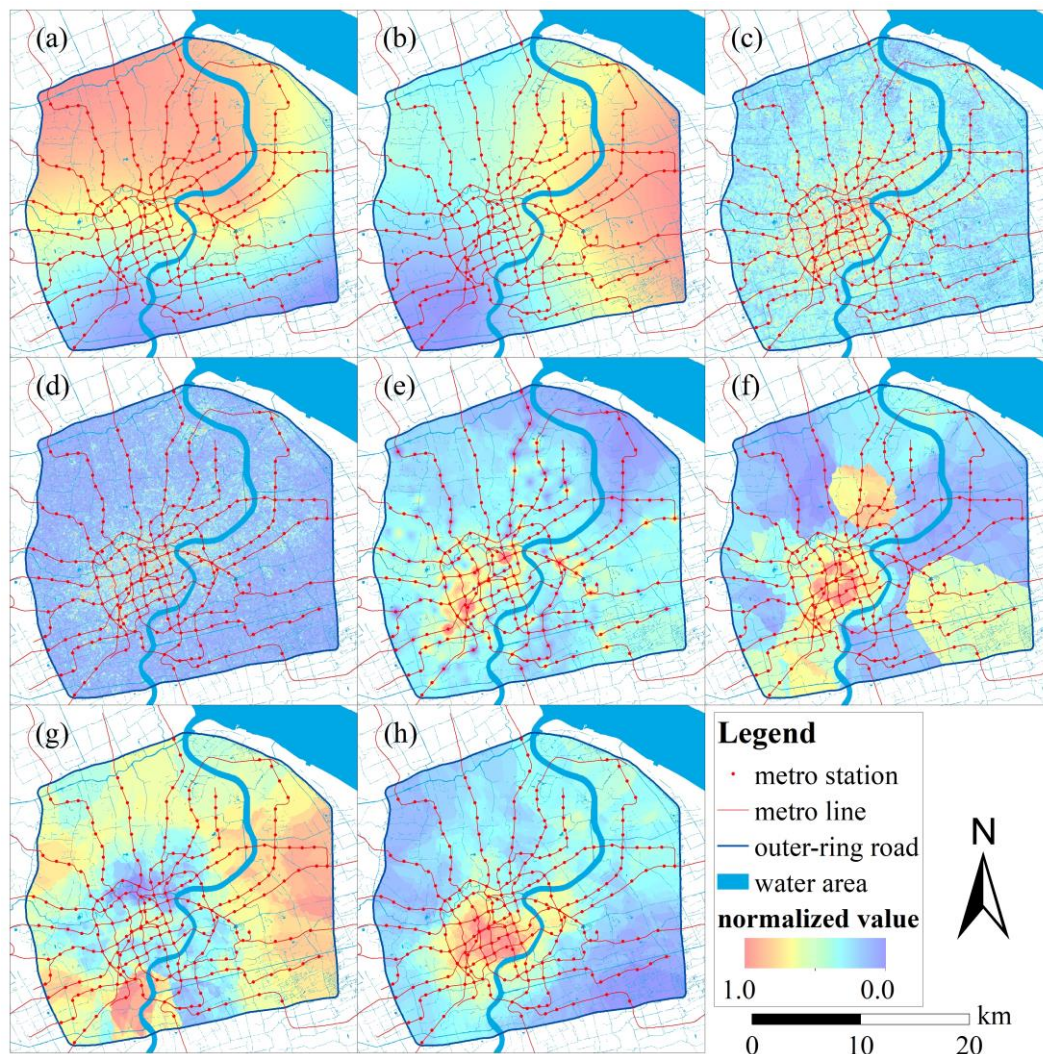 (a)
(b)
(c)
(d)
(e)
(f)
(g)
(h)
Legend
metro station
metro line
outer-ring road
water area
normalized value
1.0 0.0
N
km
0 10 20